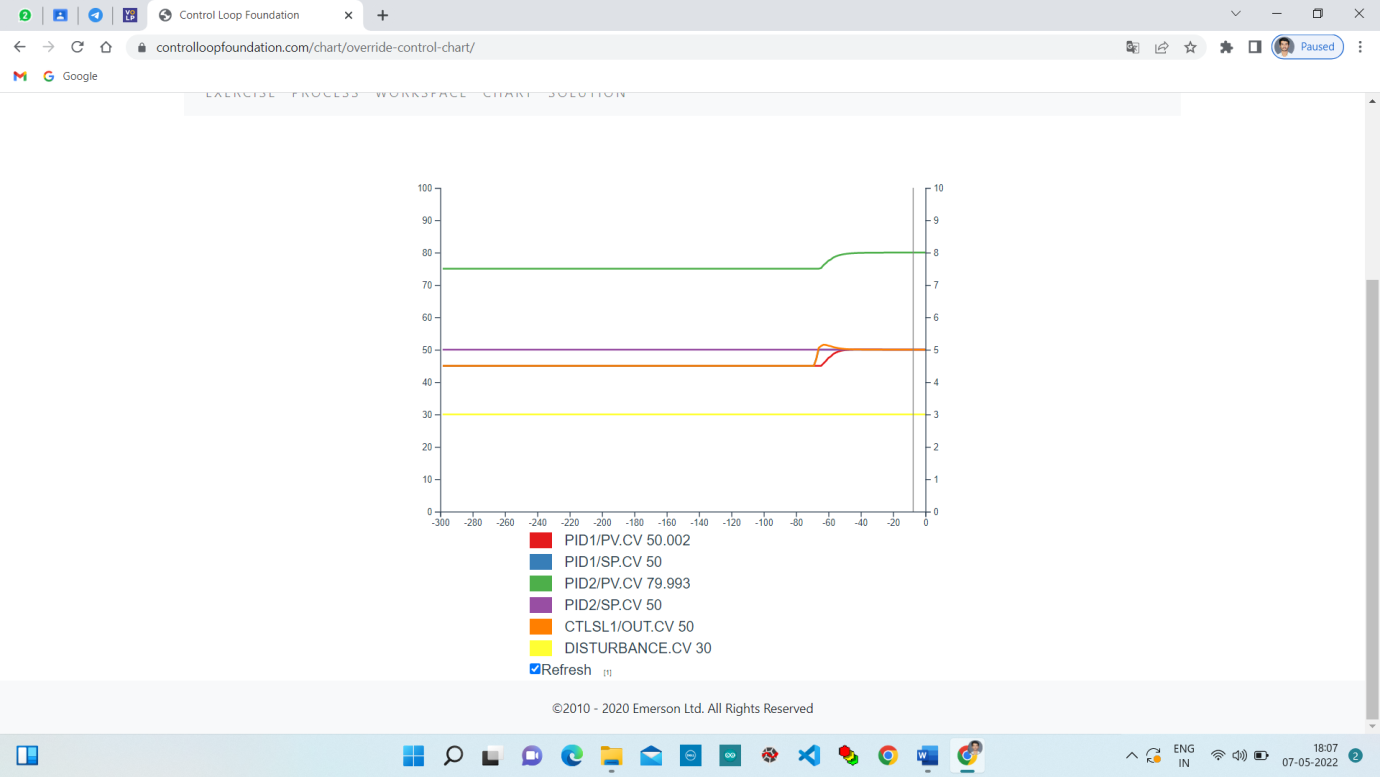 2
VO
LP
Control Loop Foundation
controlloopfoundation.com/chart/override-control-chart/
Paused
Google
EXERCISE PROCESS WORKSPACE CHART SOLUTION
100
90
80
70
60
50
40
30
20
10
0
10
9
8
7
6
5
4
3
2
1
0
-300 -280 -260 -240 -220 -200 -180 -160 -140 -120 -100 -80 -60 -40 -20 0
PID1/PV.CV 50.002
PID1/SP.CV 50
PID2/PV.CV 79.993
PID2/SP.CV 50
CTLSL1/OUT.CV 50
DISTURBANCE.CV 30
Refresh [1]
©2010 - 2020 Emerson Ltd. All Rights Reserved
ENG
IN
18:07
07-05-2022
2